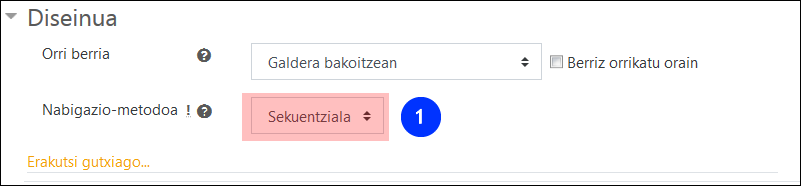 Diseinua
Orri berria ? Galdera bakoitzean Berriz orrikatu orain
Nabigazio-metodoa ! ? Sekuentziala 1
Erakutsi gutxiago...